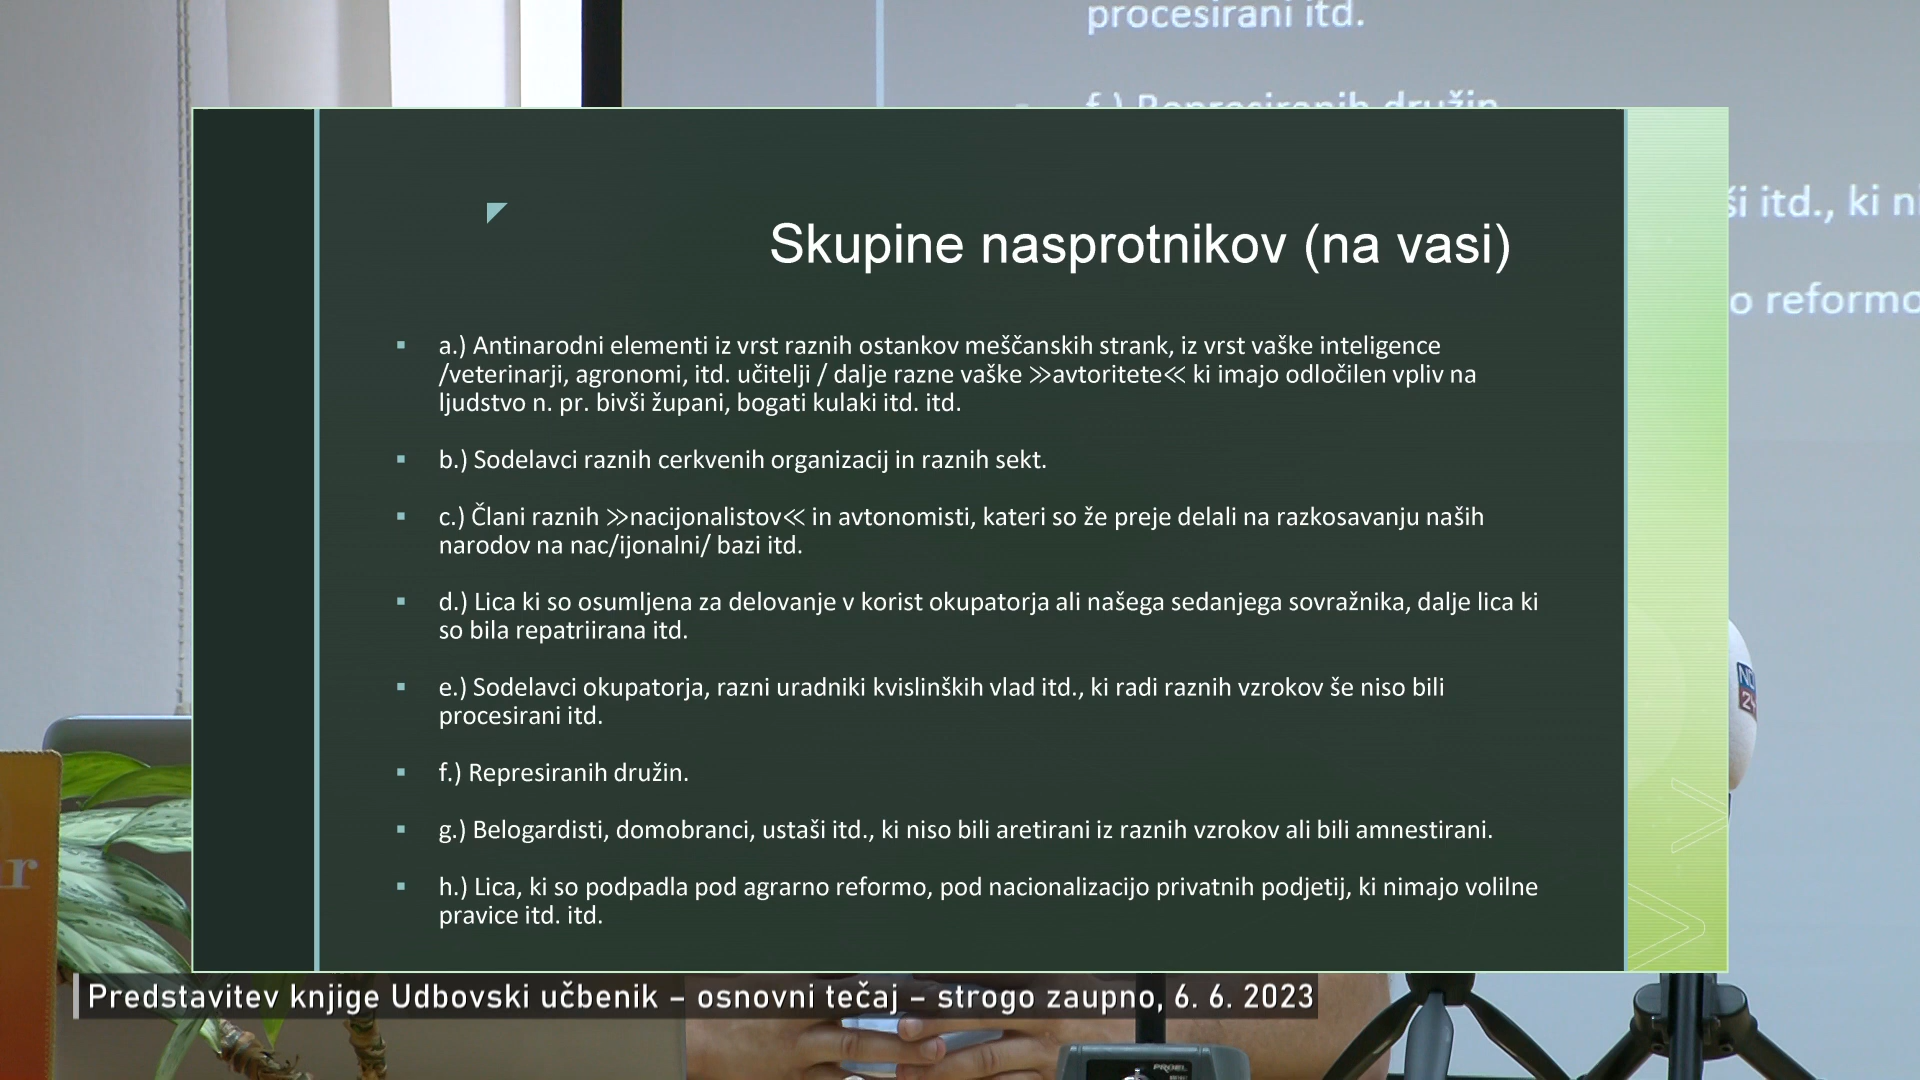 procesirani itd.
f.) Represiranih družin
ši itd., ki ni
o reformo
Skupine nasprotnikov (na vasi)
a.) Antinarodni elementi iz vrst raznih ostankov meščanskih strank, iz vrst vaške inteligence
/veterinarji, agronomi, itd. učitelji / dalje razne vaške ≫avtoritete≪ ki imajo odločilen vpliv na
ljudstvo n. pr. bivši župani, bogati kulaki itd. itd.
b.) Sodelavci raznih cerkvenih organizacij in raznih sekt.
c.) Člani raznih ≫nacijonalistov≪ in avtonomisti, kateri so že preje delali na razkosavanju naših
narodov na nac/ijonalni/ bazi itd.
d.) Lica ki so osumljena za delovanje v korist okupatorja ali našega sedanjega sovražnika, dalje lica ki
so bila repatriirana itd.
e.) Sodelavci okupatorja, razni uradniki kvislinških vlad itd., ki radi raznih vzrokov še niso bili
procesirani itd.
f.) Represiranih družin.
g.) Belogardisti, domobranci, ustaši itd., ki niso bili aretirani iz raznih vzrokov ali bili amnestirani.
h.) Lica, ki so podpadla pod agrarno reformo, pod nacionalizacijo privatnih podjetij, ki nimajo volilne
pravice itd. itd.
Predstavitev knjige Udbovski učbenik – osnovni tečaj – strogo zaupno, 6. 6. 2023
PROEL